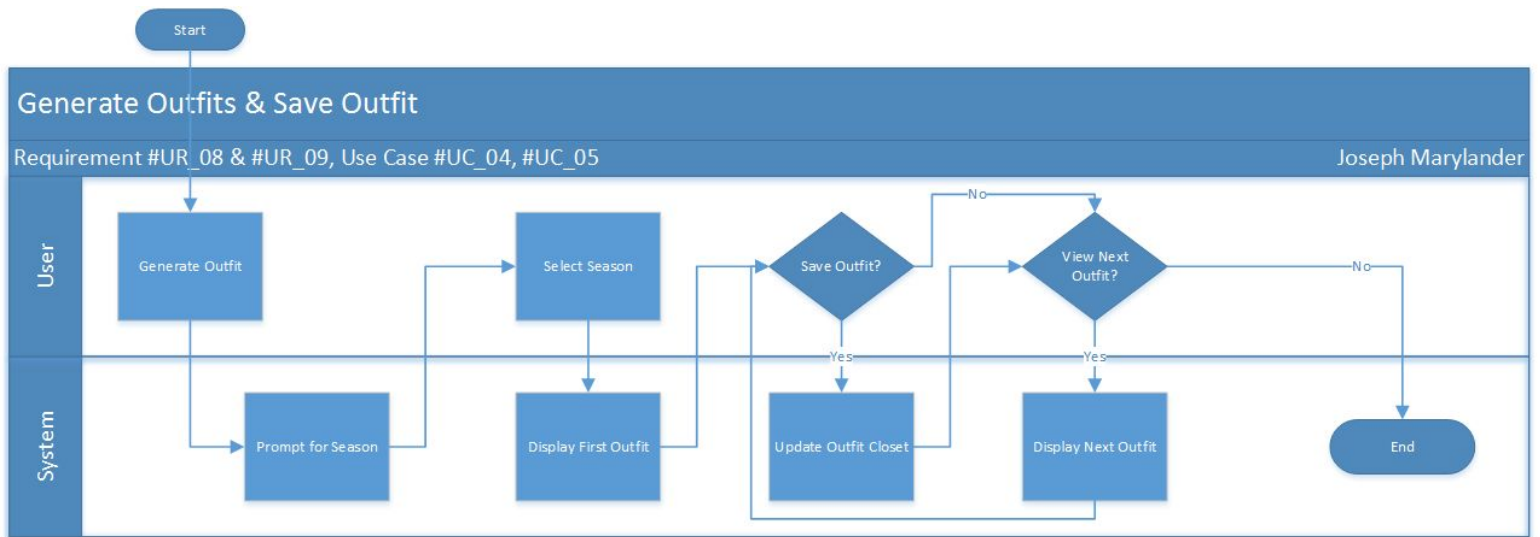 Start
Generate Outfits & Save Outfit
Requirement #UR_08 & #UR_09, Use Case #UC_04, #UC_05
Joseph Marylander
User
Generate Outfit
Select Season
Save Outfit?
No
View Next
Outfit?
No
Yes
Yes
System
Prompt for Season
Display First Outfit
Update Outfit Closet
Display Next Outfit
End